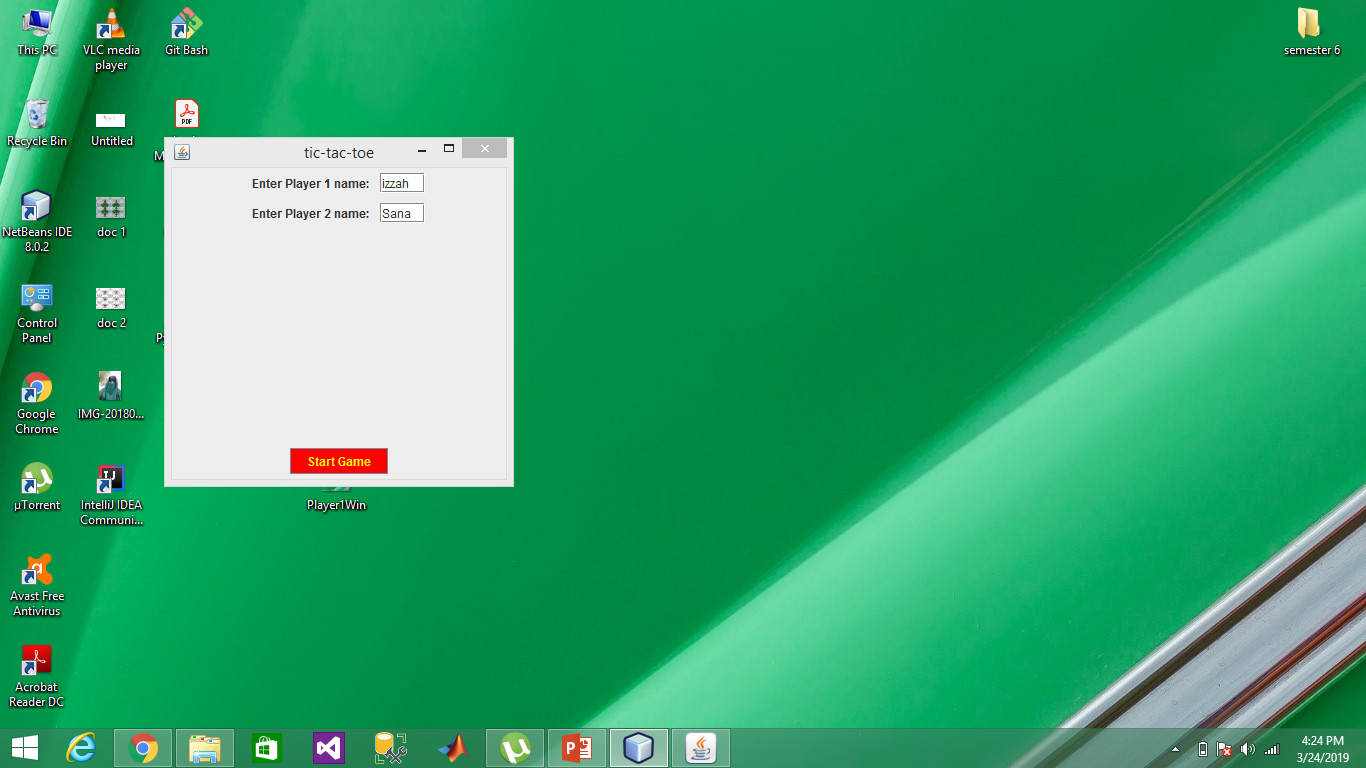 This PC
VLC media
player
Git Bash
semester 6
Recycle Bin
Untitled
PDF
tic-tac-toe
Enter Player 1 name:
izzah
Enter Player 2 name:
Sana
NetBeans IDE
8.0.2
doc 1
Control
Panel
doc 2
Google
Chrome
IMG-20180...
Start Game
µTorrent
IntelliJ IDEA
Communi...
Player1Win
Avast Free
Antivirus
Acrobat
Reader DC
4:24 PM
3/24/2019